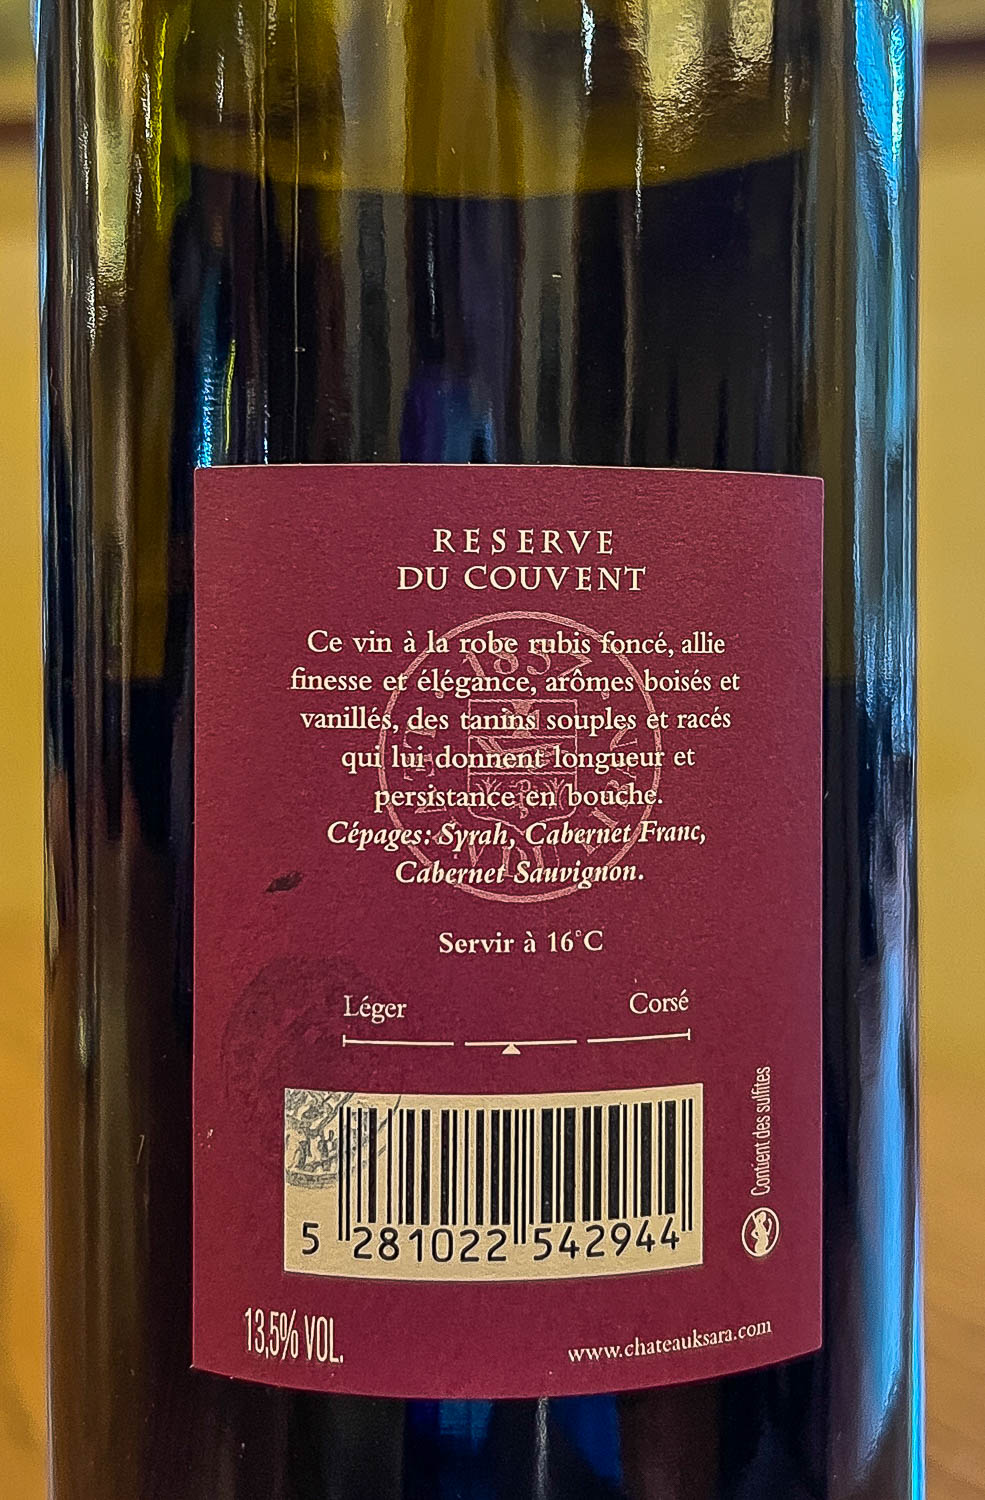 RESERVE
DU COUVENT
Ce vin à la robe rubis foncé, allie
finesse et élégance, arômes boisés et
vanillés, des tanins souples et racés
qui lui donnent longueur et
persistance en bouche.
Cépages: Syrah, Cabernet Franc,
Cabernet Sauvignon.
1857
Servir à 16°C
Léger Corsé
Contient des sulfites
5 281022 542944
13,5% VOL.
www.chateauksara.com